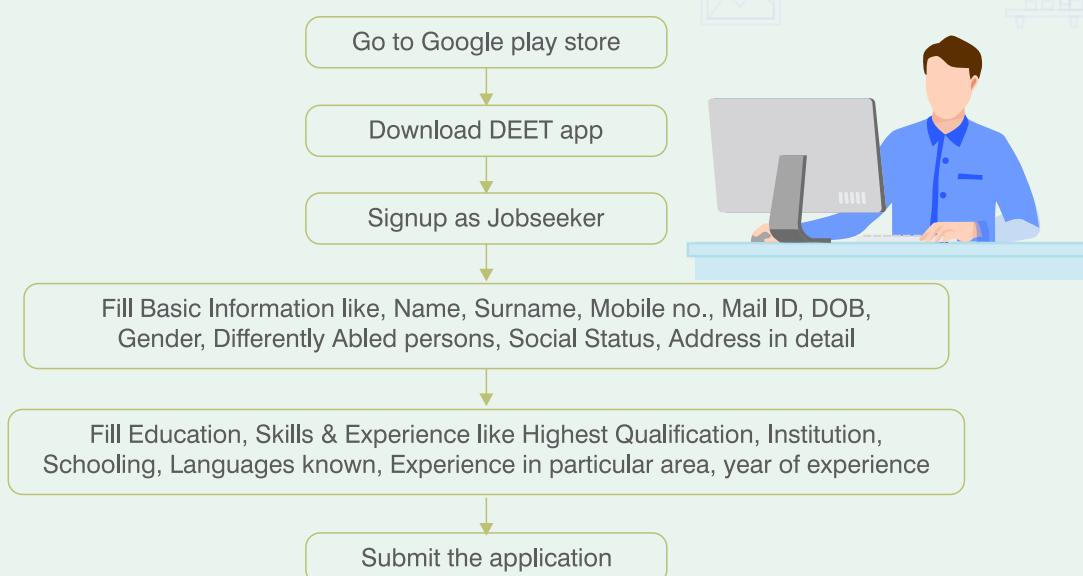 Go to Google play store
Download DEET app
Signup as Jobseeker
Fill Basic Information like, Name, Surname, Mobile no., Mail ID, DOB,
Gender, Differently Abled persons, Social Status, Address in detail
Fill Education, Skills & Experience like Highest Qualification, Institution,
Schooling, Languages known, Experience in particular area, year of experience
Submit the application